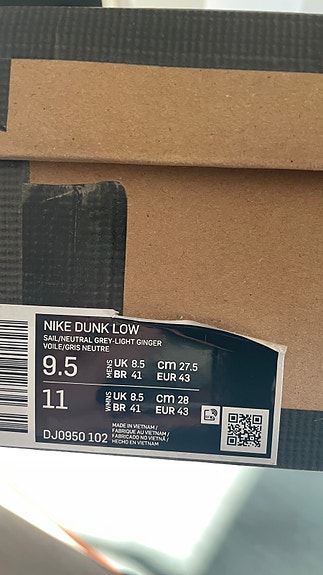 NIKE DUNK LOW
SAIL/NEUTRAL GREY-LIGHT GINGER
VOILE/GRIS NEUTRE
9.5 MENS UK 8.5 cm 27.5
BR 41 EUR 43
11 WMNS UK 8.5 cm 28
BR 41 EUR 43
DJ0950 102
MADE IN VIETNAM /
FABRIQUE AU VIETNAM /
FABRICADO NO VIETNÃ /
HECHO EN VIETNAM